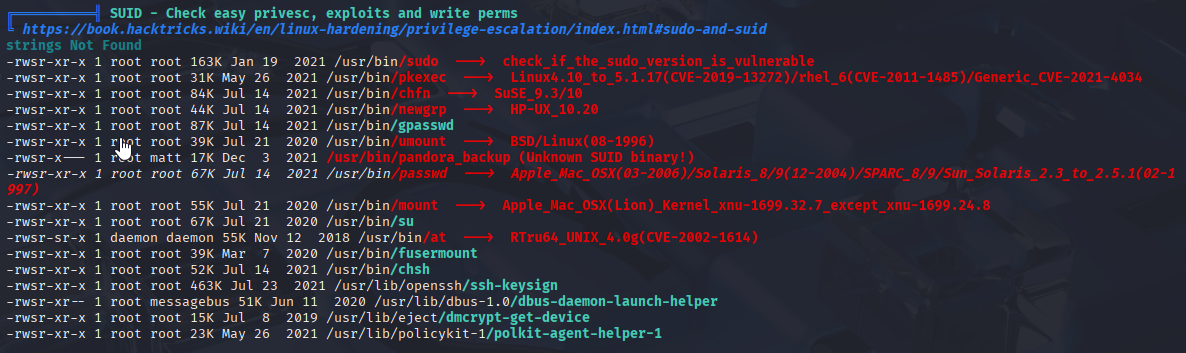 ╔══════════╣ SUID - Check easy privesc, exploits and write perms
╚ https://book.hacktricks.wiki/en/linux-hardening/privilege-escalation/index.html#sudo-and-suid
strings Not Found
-rwsr-xr-x 1 root root 163K Jan 19  2021 /usr/bin/sudo  --->  check_if_the_sudo_version_is_vulnerable
-rwsr-xr-x 1 root root 31K May 26  2021 /usr/bin/pkexec  --->  Linux4.10_to_5.1.17(CVE-2019-13272)/rhel_6(CVE-2011-1485)/Generic_CVE-2021-4034
-rwsr-xr-x 1 root root 84K Jul 14  2021 /usr/bin/chfn  --->  SuSE_9.3/10
-rwsr-xr-x 1 root root 44K Jul 14  2021 /usr/bin/newgrp  --->  HP-UX_10.20
-rwsr-xr-x 1 root root 87K Jul 14  2021 /usr/bin/gpasswd
-rwsr-xr-x 1 root root 39K Jul 21  2020 /usr/bin/umount  --->  BSD/Linux(08-1996)
-rwsr-x--- 1 root matt 17K Dec  3  2021 /usr/bin/pandora_backup (Unknown SUID binary!)
-rwsr-xr-x 1 root root 67K Jul 14  2021 /usr/bin/passwd  --->  Apple_Mac_OSX(03-2006)/Solaris_8/9(12-2004)/SPARC_8/9/Sun_Solaris_2.3_to_2.5.1(02-1
997)
-rwsr-xr-x 1 root root 55K Jul 21  2020 /usr/bin/mount  --->  Apple_Mac_OSX(Lion)_Kernel_xnu-1699.32.7_except_xnu-1699.24.8
-rwsr-xr-x 1 root root 67K Jul 21  2020 /usr/bin/su
-rwsr-sr-x 1 daemon daemon 55K Nov 12  2018 /usr/bin/at  --->  RTru64_UNIX_4.0g(CVE-2002-1614)
-rwsr-xr-x 1 root root 39K Mar  7  2020 /usr/bin/fusermount
-rwsr-xr-x 1 root root 52K Jul 14  2021 /usr/bin/chsh
-rwsr-xr-x 1 root root 463K Jul 23  2021 /usr/lib/openssh/ssh-keysign
-rwsr-xr-- 1 root messagebus 51K Jun 11  2020 /usr/lib/dbus-1.0/dbus-daemon-launch-helper
-rwsr-xr-x 1 root root 15K Jul  8  2019 /usr/lib/eject/dmcrypt-get-device
-rwsr-xr-x 1 root root 23K May 26  2021 /usr/lib/policykit-1/polkit-agent-helper-1